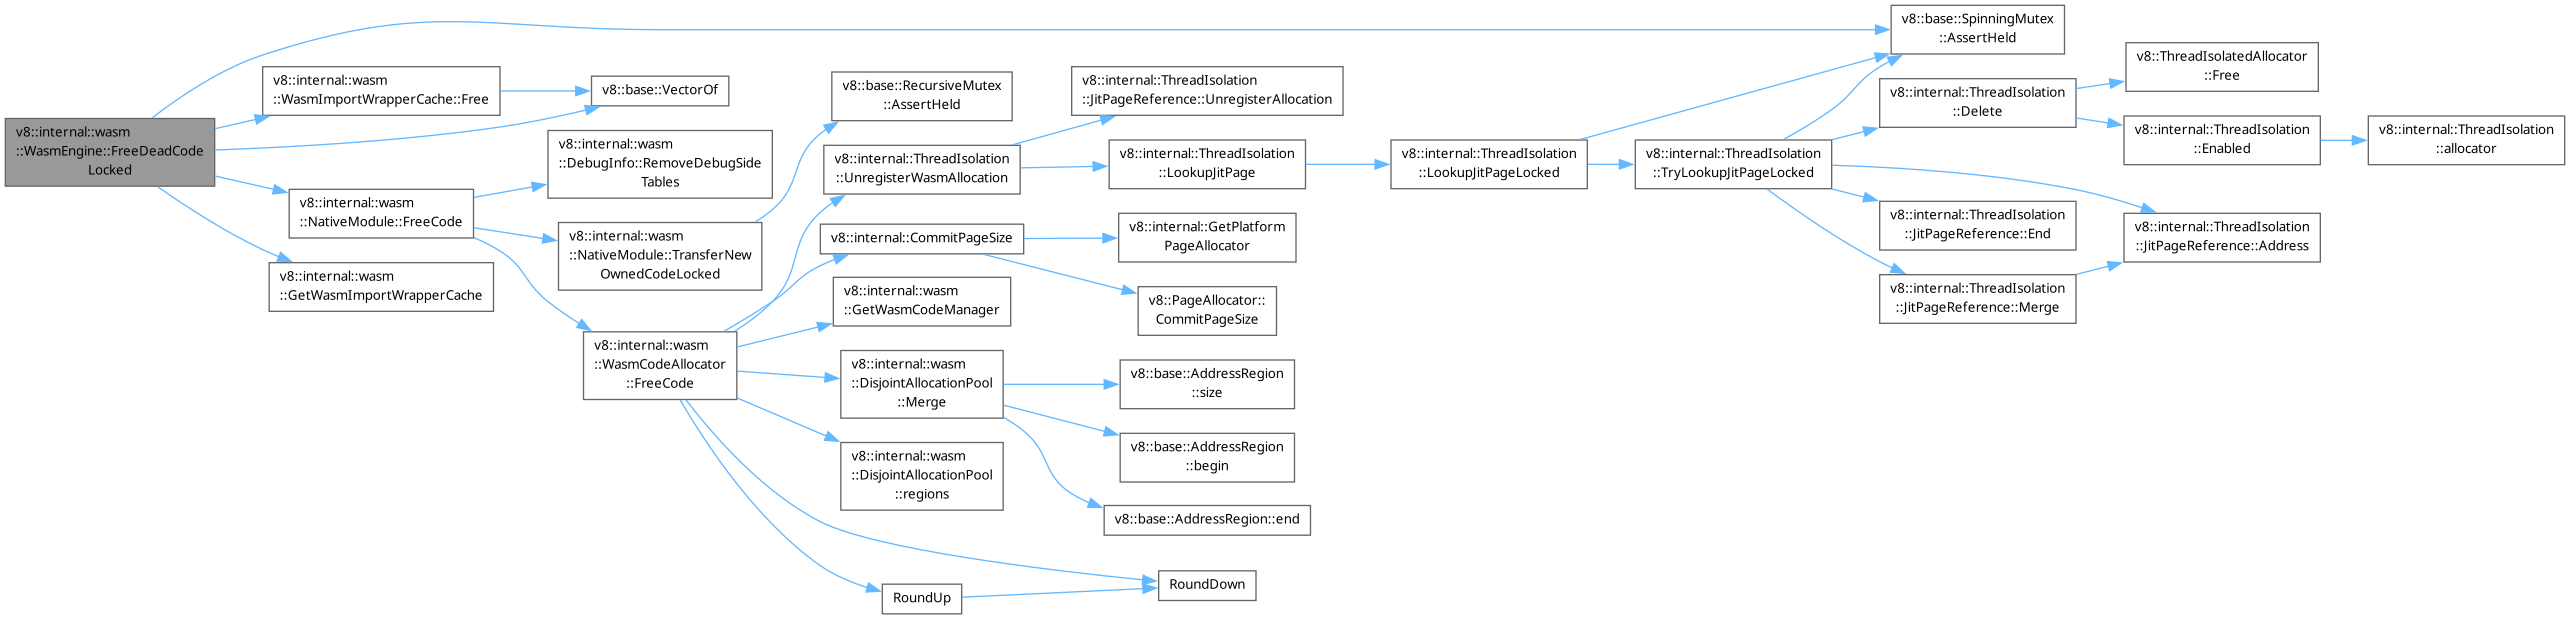 v8::internal::wasm
::WasmEngine::FreeDeadCode
Locked
v8::internal::wasm
::WasmImportWrapperCache::Free
v8::base::VectorOf
v8::internal::wasm
::NativeModule::FreeCode
v8::internal::wasm
::GetWasmImportWrapperCache
v8::internal::wasm
::DebugInfo::RemoveDebugSide
Tables
v8::internal::wasm
::NativeModule::TransferNew
OwnedCodeLocked
v8::internal::wasm
::WasmCodeAllocator
::FreeCode
v8::base::RecursiveMutex
::AssertHeld
v8::internal::ThreadIsolation
::UnregisterWasmAllocation
v8::internal::CommitPageSize
v8::internal::wasm
::GetWasmCodeManager
v8::internal::wasm
::DisjointAllocationPool
::Merge
v8::internal::wasm
::DisjointAllocationPool
::regions
RoundUp
v8::internal::ThreadIsolation
::JitPageReference::UnregisterAllocation
v8::internal::ThreadIsolation
::LookupJitPage
v8::internal::GetPlatform
PageAllocator
v8::PageAllocator::
CommitPageSize
v8::base::AddressRegion
::size
v8::base::AddressRegion
::begin
v8::base::AddressRegion::end
RoundDown
v8::internal::ThreadIsolation
::LookupJitPageLocked
v8::internal::ThreadIsolation
::TryLookupJitPageLocked
v8::base::SpinningMutex
::AssertHeld
v8::internal::ThreadIsolation
::Delete
v8::internal::ThreadIsolation
::JitPageReference::End
v8::internal::ThreadIsolation
::JitPageReference::Merge
v8::ThreadIsolatedAllocator
::Free
v8::internal::ThreadIsolation
::Enabled
v8::internal::ThreadIsolation
::JitPageReference::Address
v8::internal::ThreadIsolation
::allocator